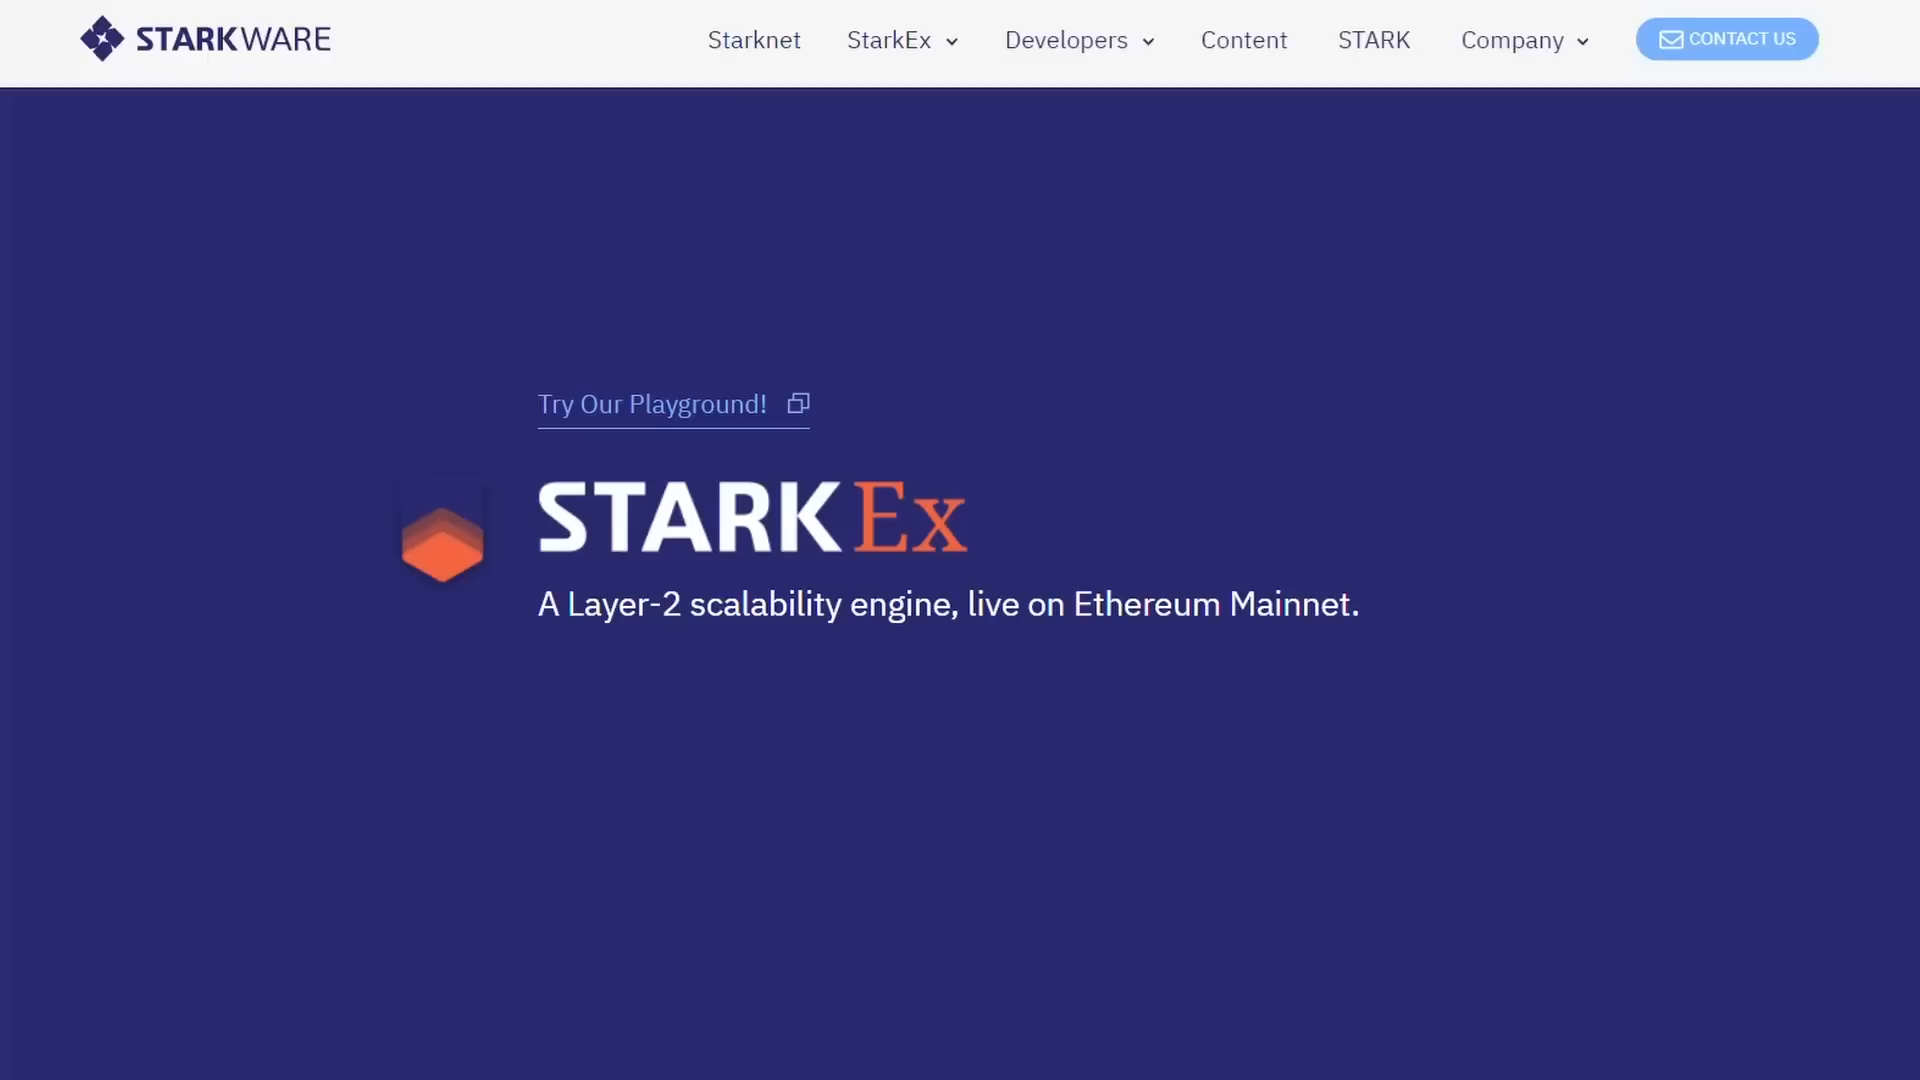 STARKWARE
Starknet StarkEx Developers Content STARK Company CONTACT US
Try Our Playground!
STARKEx
A Layer-2 scalability engine, live on Ethereum Mainnet.